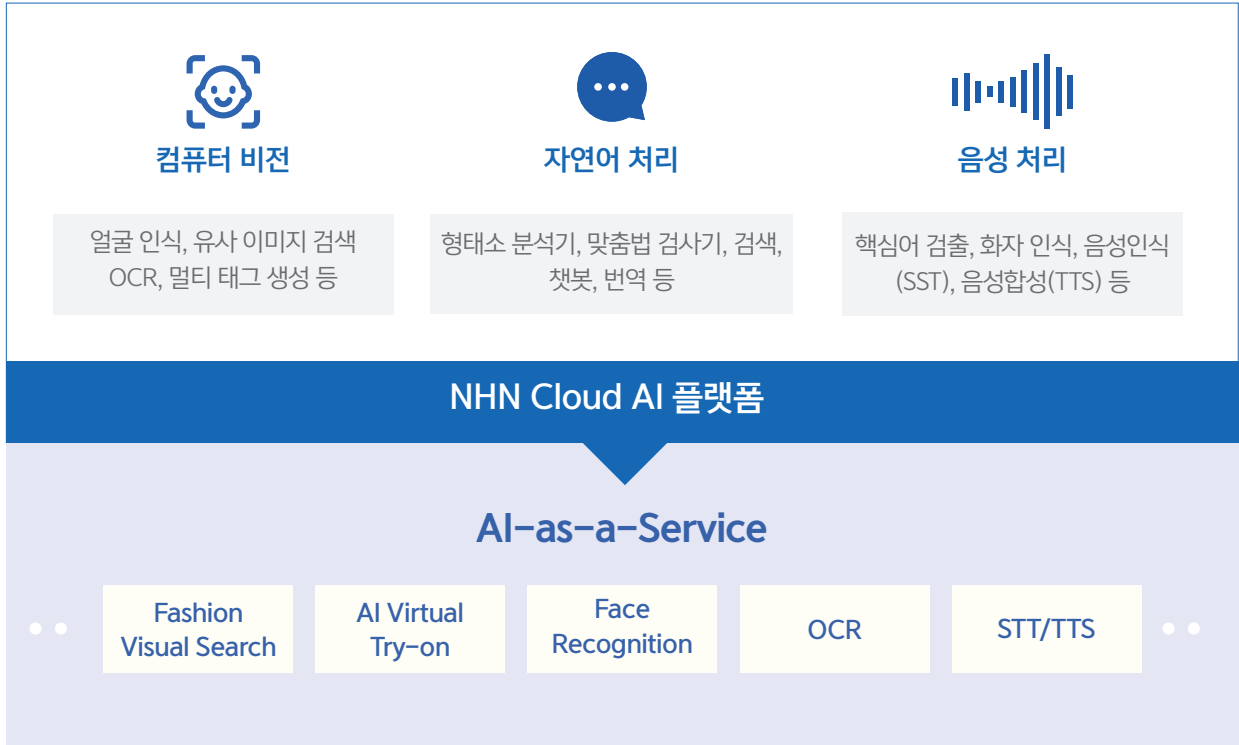 컴퓨터 비전
자연어 처리
음성 처리
얼굴 인식, 유사 이미지 검색
OCR, 멀티 태그 생성 등
형태소 분석기, 맞춤법 검사기, 검색,
챗봇, 번역 등
핵심어 검출, 화자 인식, 음성인식
(SST), 음성합성(TTS) 등
NHN Cloud AI 플랫폼
AI-as-a-Service
Fashion
Visual Search
AI Virtual
Try-on
Face
Recognition
OCR
STT/TTS